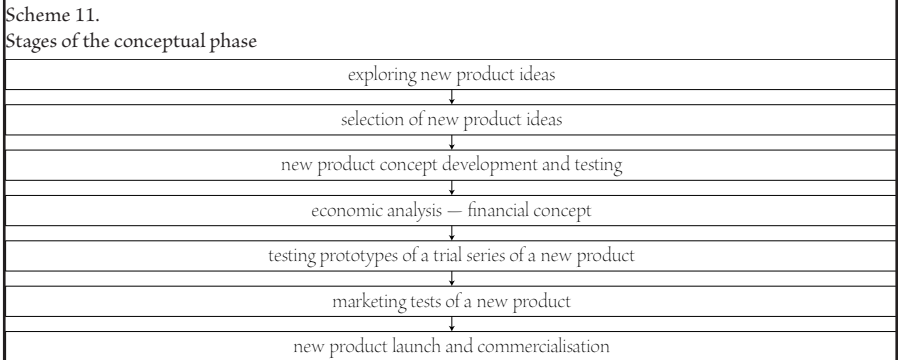 Scheme 11.
Stages of the conceptual phase
exploring new product ideas
selection of new product ideas
new product concept development and testing
economic analysis — financial concept
testing prototypes of a trial series of a new product
marketing tests of a new product
new product launch and commercialisation